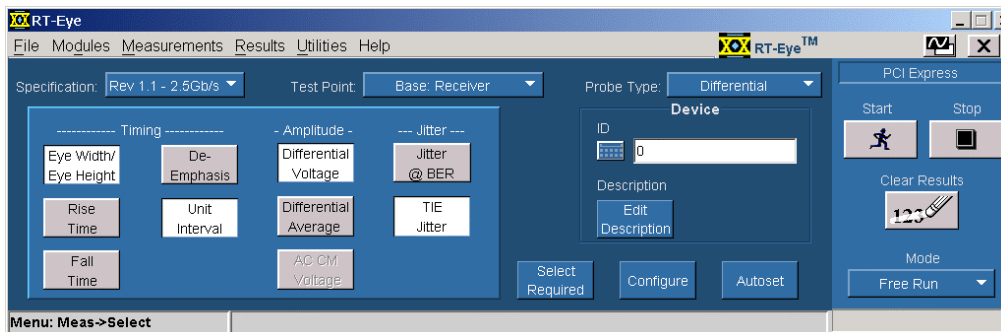 RT-Eye
File Modules Measurements Results Utilities Help
RT-Eye™
Specification: Rev 1.1 - 2.5Gb/s
Test Point: Base: Receiver
Probe Type: Differential
PCI Express
------------ Timing ------------
- Amplitude -
--- Jitter ---
Eye Width/
Eye Height
De-
Emphasis
Differential
Voltage
Jitter
@ BER
Rise
Time
Unit
Interval
Differential
Average
TIE
Jitter
Fall
Time
AC CM
Voltage
Device
ID
0
Description
Edit
Description
Select
Required
Configure
Autoset
Start
Stop
Clear Results
123
Mode
Free Run
Menu: Meas->Select